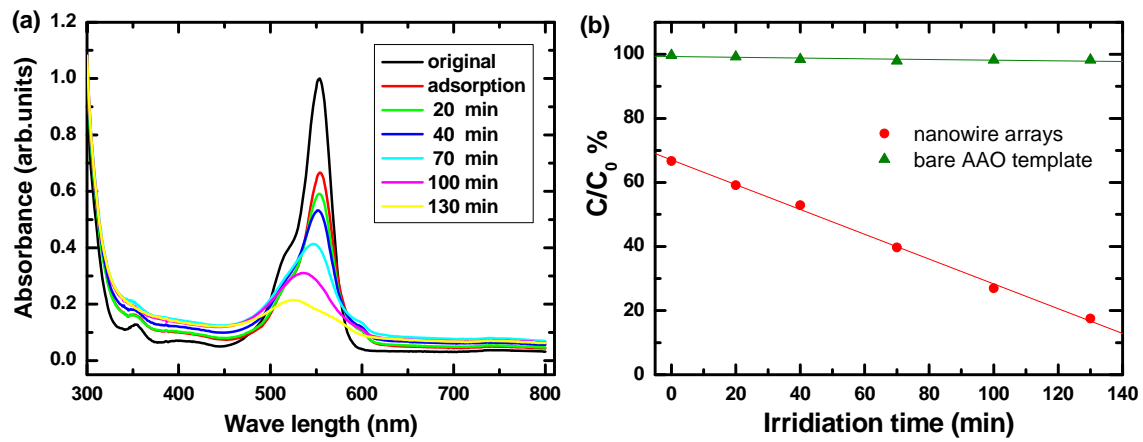 (a)
Absorbance (arb.units)
1.2
1.0
0.8
0.6
0.4
0.2
0.0
original
adsorption
20 min
40 min
70 min
100 min
130 min
300 400 500 600 700 800
Wave length (nm)
(b)
C/C0 %
100
80
60
40
20
0
nanowire arrays
bare AAO template
0 20 40 60 80 100 120 140
Irridiation time (min)